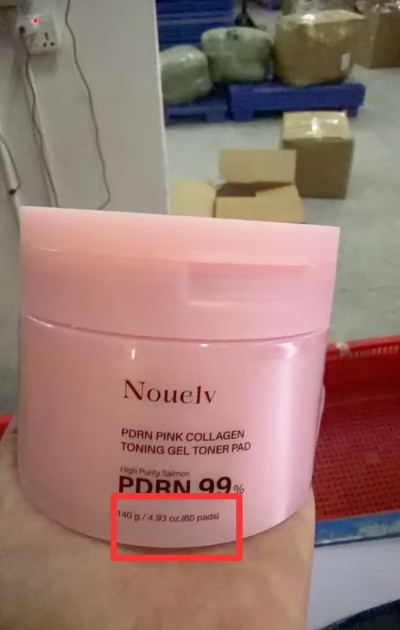 Nouelv
PDRN PINK COLLAGEN
TONING GEL TONER PAD
High Purity Salmon
PDRN 99%
140 g / 4.93 oz.(60 pads)